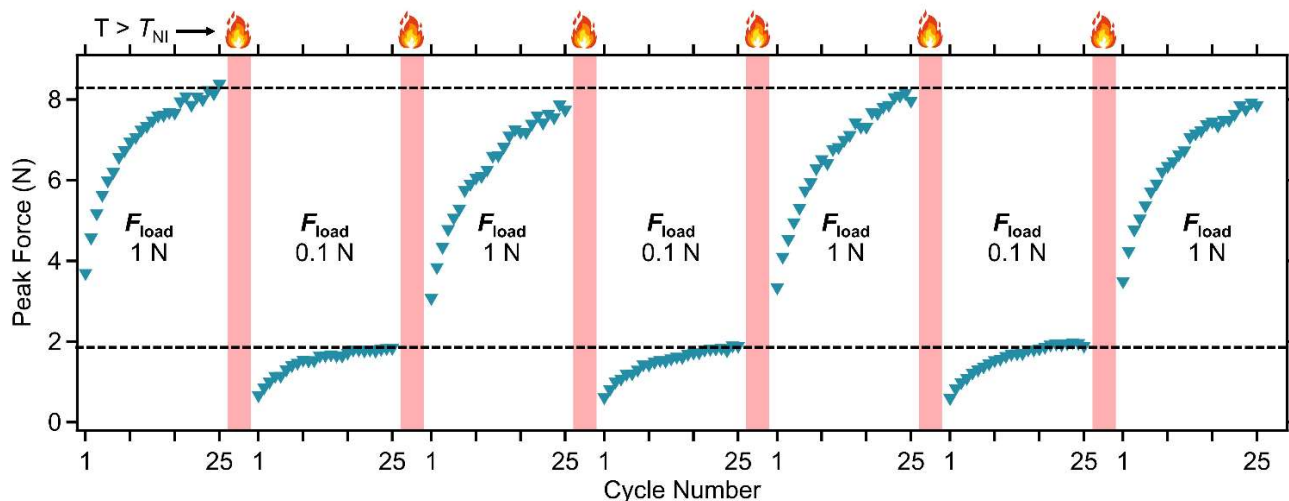 T > T_NI
Peak Force (N)
8
6
4
2
0
F_load
1 N
F_load
0.1 N
F_load
1 N
F_load
0.1 N
F_load
1 N
F_load
0.1 N
F_load
1 N
1 25 1 25 1 25 1 25 1 25 1 25 1 25
Cycle Number